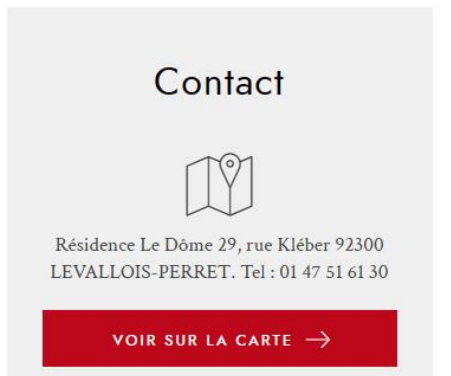 Contact
Résidence Le Dôme 29, rue Kléber 92300
LEVALLOIS-PERRET. Tel : 01 47 51 61 30
VOIR SUR LA CARTE